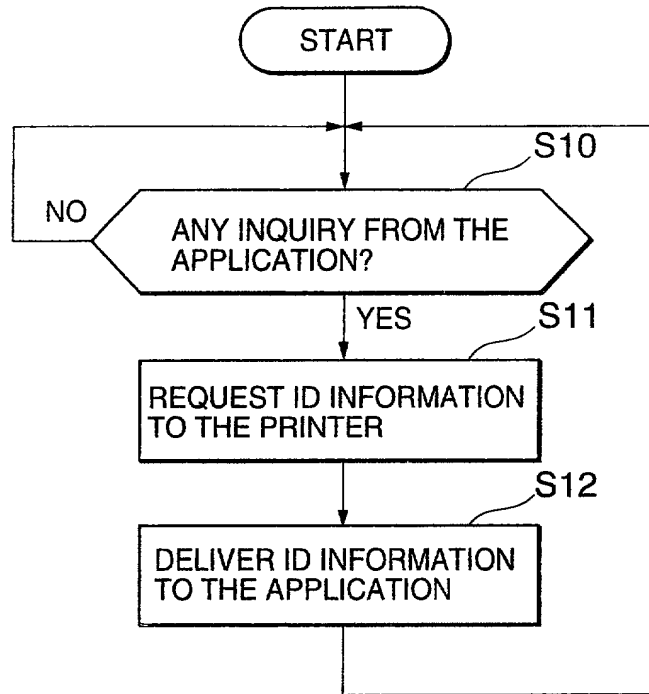 START
S10
NO
ANY INQUIRY FROM THE
APPLICATION?
YES
S11
REQUEST ID INFORMATION
TO THE PRINTER
S12
DELIVER ID INFORMATION
TO THE APPLICATION